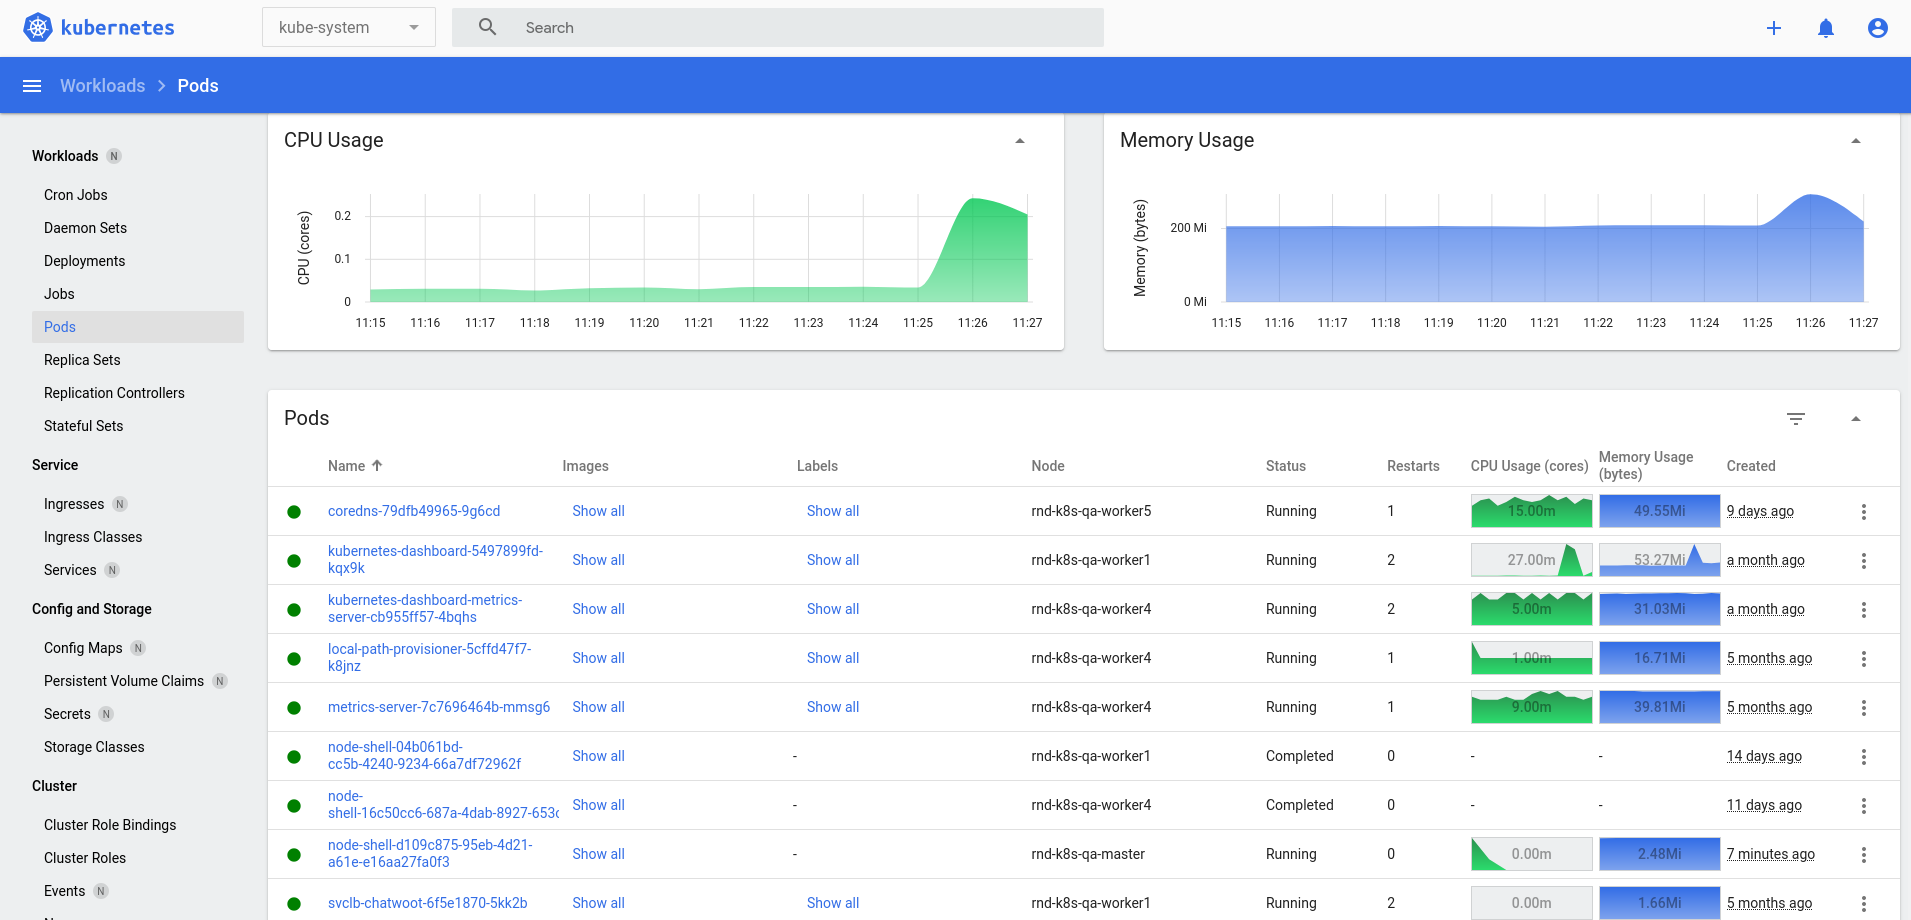 kubernetes
kube-system
Search
Workloads > Pods
Workloads N
Cron Jobs
Daemon Sets
Deployments
Jobs
Pods
Replica Sets
Replication Controllers
Stateful Sets
Service
Ingresses N
Ingress Classes
Services N
Config and Storage
Config Maps N
Persistent Volume Claims N
Secrets N
Storage Classes
Cluster
Cluster Role Bindings
Cluster Roles
Events N
CPU Usage
CPU (cores)
0.2
0.1
0
11:15 11:16 11:17 11:18 11:19 11:20 11:21 11:22 11:23 11:24 11:25 11:26 11:27
Memory Usage
Memory (bytes)
200 Mi
0 Mi
11:15 11:16 11:17 11:18 11:19 11:20 11:21 11:22 11:23 11:24 11:25 11:26 11:27
Pods
Name Images Labels Node Status Restarts CPU Usage (cores) Memory Usage
(bytes) Created
coredns-79dfb49965-9g6cd Show all Show all rnd-k8s-qa-worker5 Running 1 15.00m 49.55Mi 9 days ago
kubernetes-dashboard-5497899fd-
kqx9k Show all Show all rnd-k8s-qa-worker1 Running 2 27.00m 53.27Mi a month ago
kubernetes-dashboard-metrics-
server-cb955ff57-4bqhs Show all Show all rnd-k8s-qa-worker4 Running 2 5.00m 31.03Mi a month ago
local-path-provisioner-5cffd47f7-
k8jnz Show all Show all rnd-k8s-qa-worker4 Running 1 1.00m 16.71Mi 5 months ago
metrics-server-7c7696464b-mmsg6 Show all Show all rnd-k8s-qa-worker4 Running 1 9.00m 39.81Mi 5 months ago
node-shell-04b061bd-
cc5b-4240-9234-66a7df72962f Show all - rnd-k8s-qa-worker1 Completed 0 - - 14 days ago
node-
shell-16c50cc6-687a-4dab-8927-653c Show all - rnd-k8s-qa-worker4 Completed 0 - - 11 days ago
node-shell-d109c875-95eb-4d21-
a61e-e16aa27fa0f3 Show all - rnd-k8s-qa-master Running 0 0.00m 2.48Mi 7 minutes ago
svclb-chatwoot-6f5e1870-5kk2b Show all Show all rnd-k8s-qa-worker1 Running 2 0.00m 1.66Mi 5 months ago